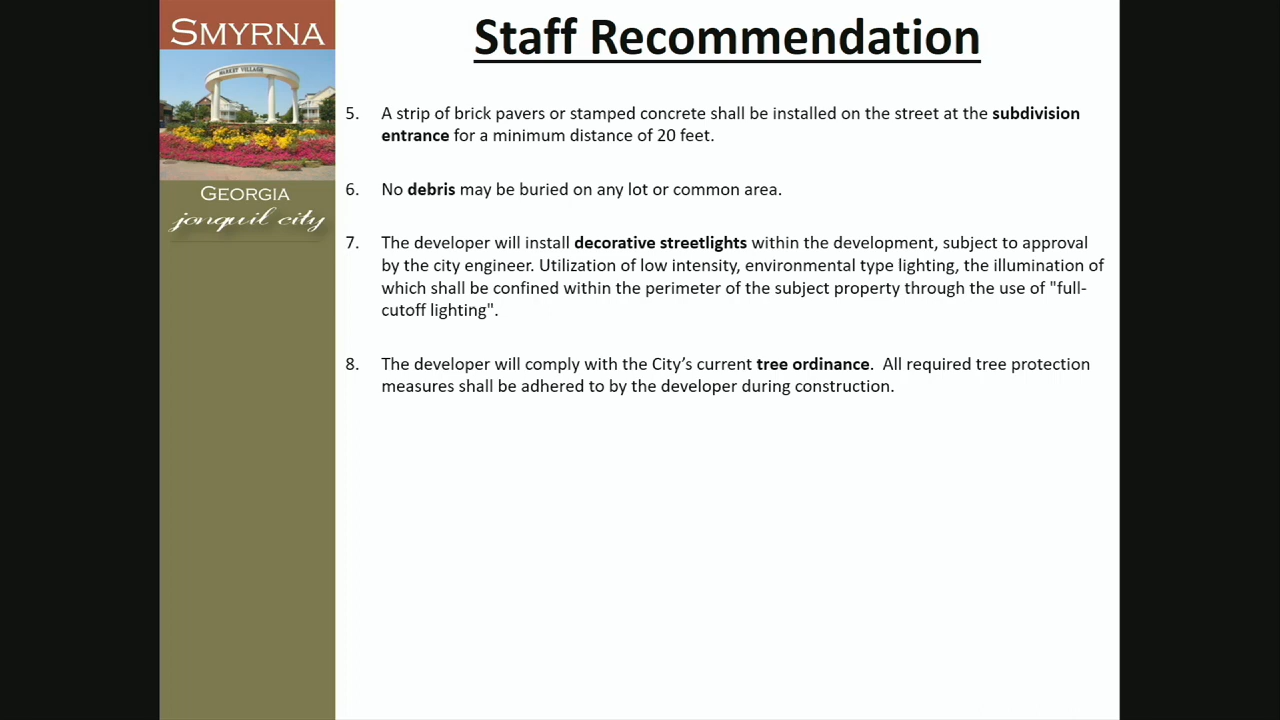 SMYRNA
MARKET VILLAGE
GEORGIA
jonquil city
Staff Recommendation
5. A strip of brick pavers or stamped concrete shall be installed on the street at the subdivision
entrance for a minimum distance of 20 feet.
6. No debris may be buried on any lot or common area.
7. The developer will install decorative streetlights within the development, subject to approval
by the city engineer. Utilization of low intensity, environmental type lighting, the illumination of
which shall be confined within the perimeter of the subject property through the use of "full-
cutoff lighting".
8. The developer will comply with the City’s current tree ordinance.  All required tree protection
measures shall be adhered to by the developer during construction.